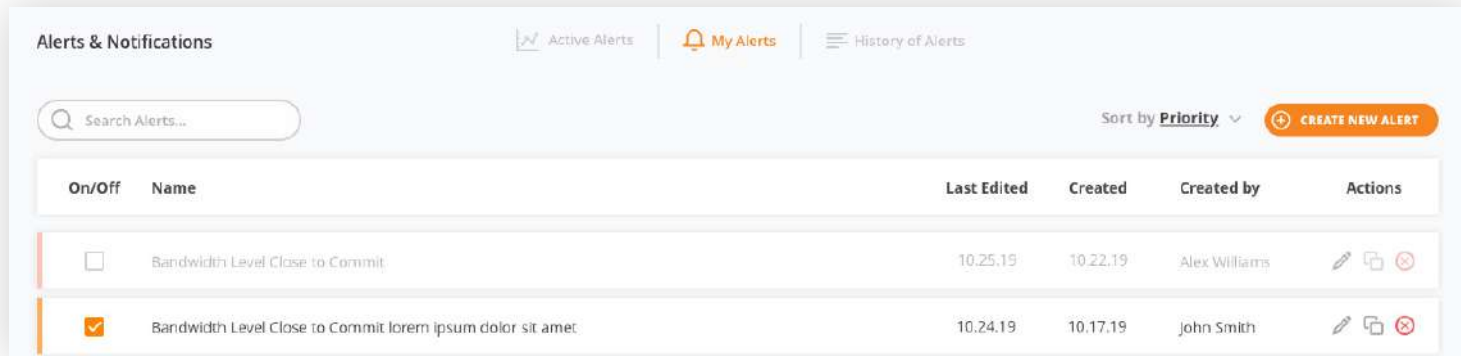 Alerts & Notifications Active Alerts My Alerts History of Alerts
Search Alerts... Sort by Priority CREATE NEW ALERT
On/Off Name Last Edited Created Created by Actions
Bandwidth Level Close to Commit 10.25.19 10.22.19 Alex Williams
Bandwidth Level Close to Commit lorem ipsum dolor sit amet 10.24.19 10.17.19 John Smith